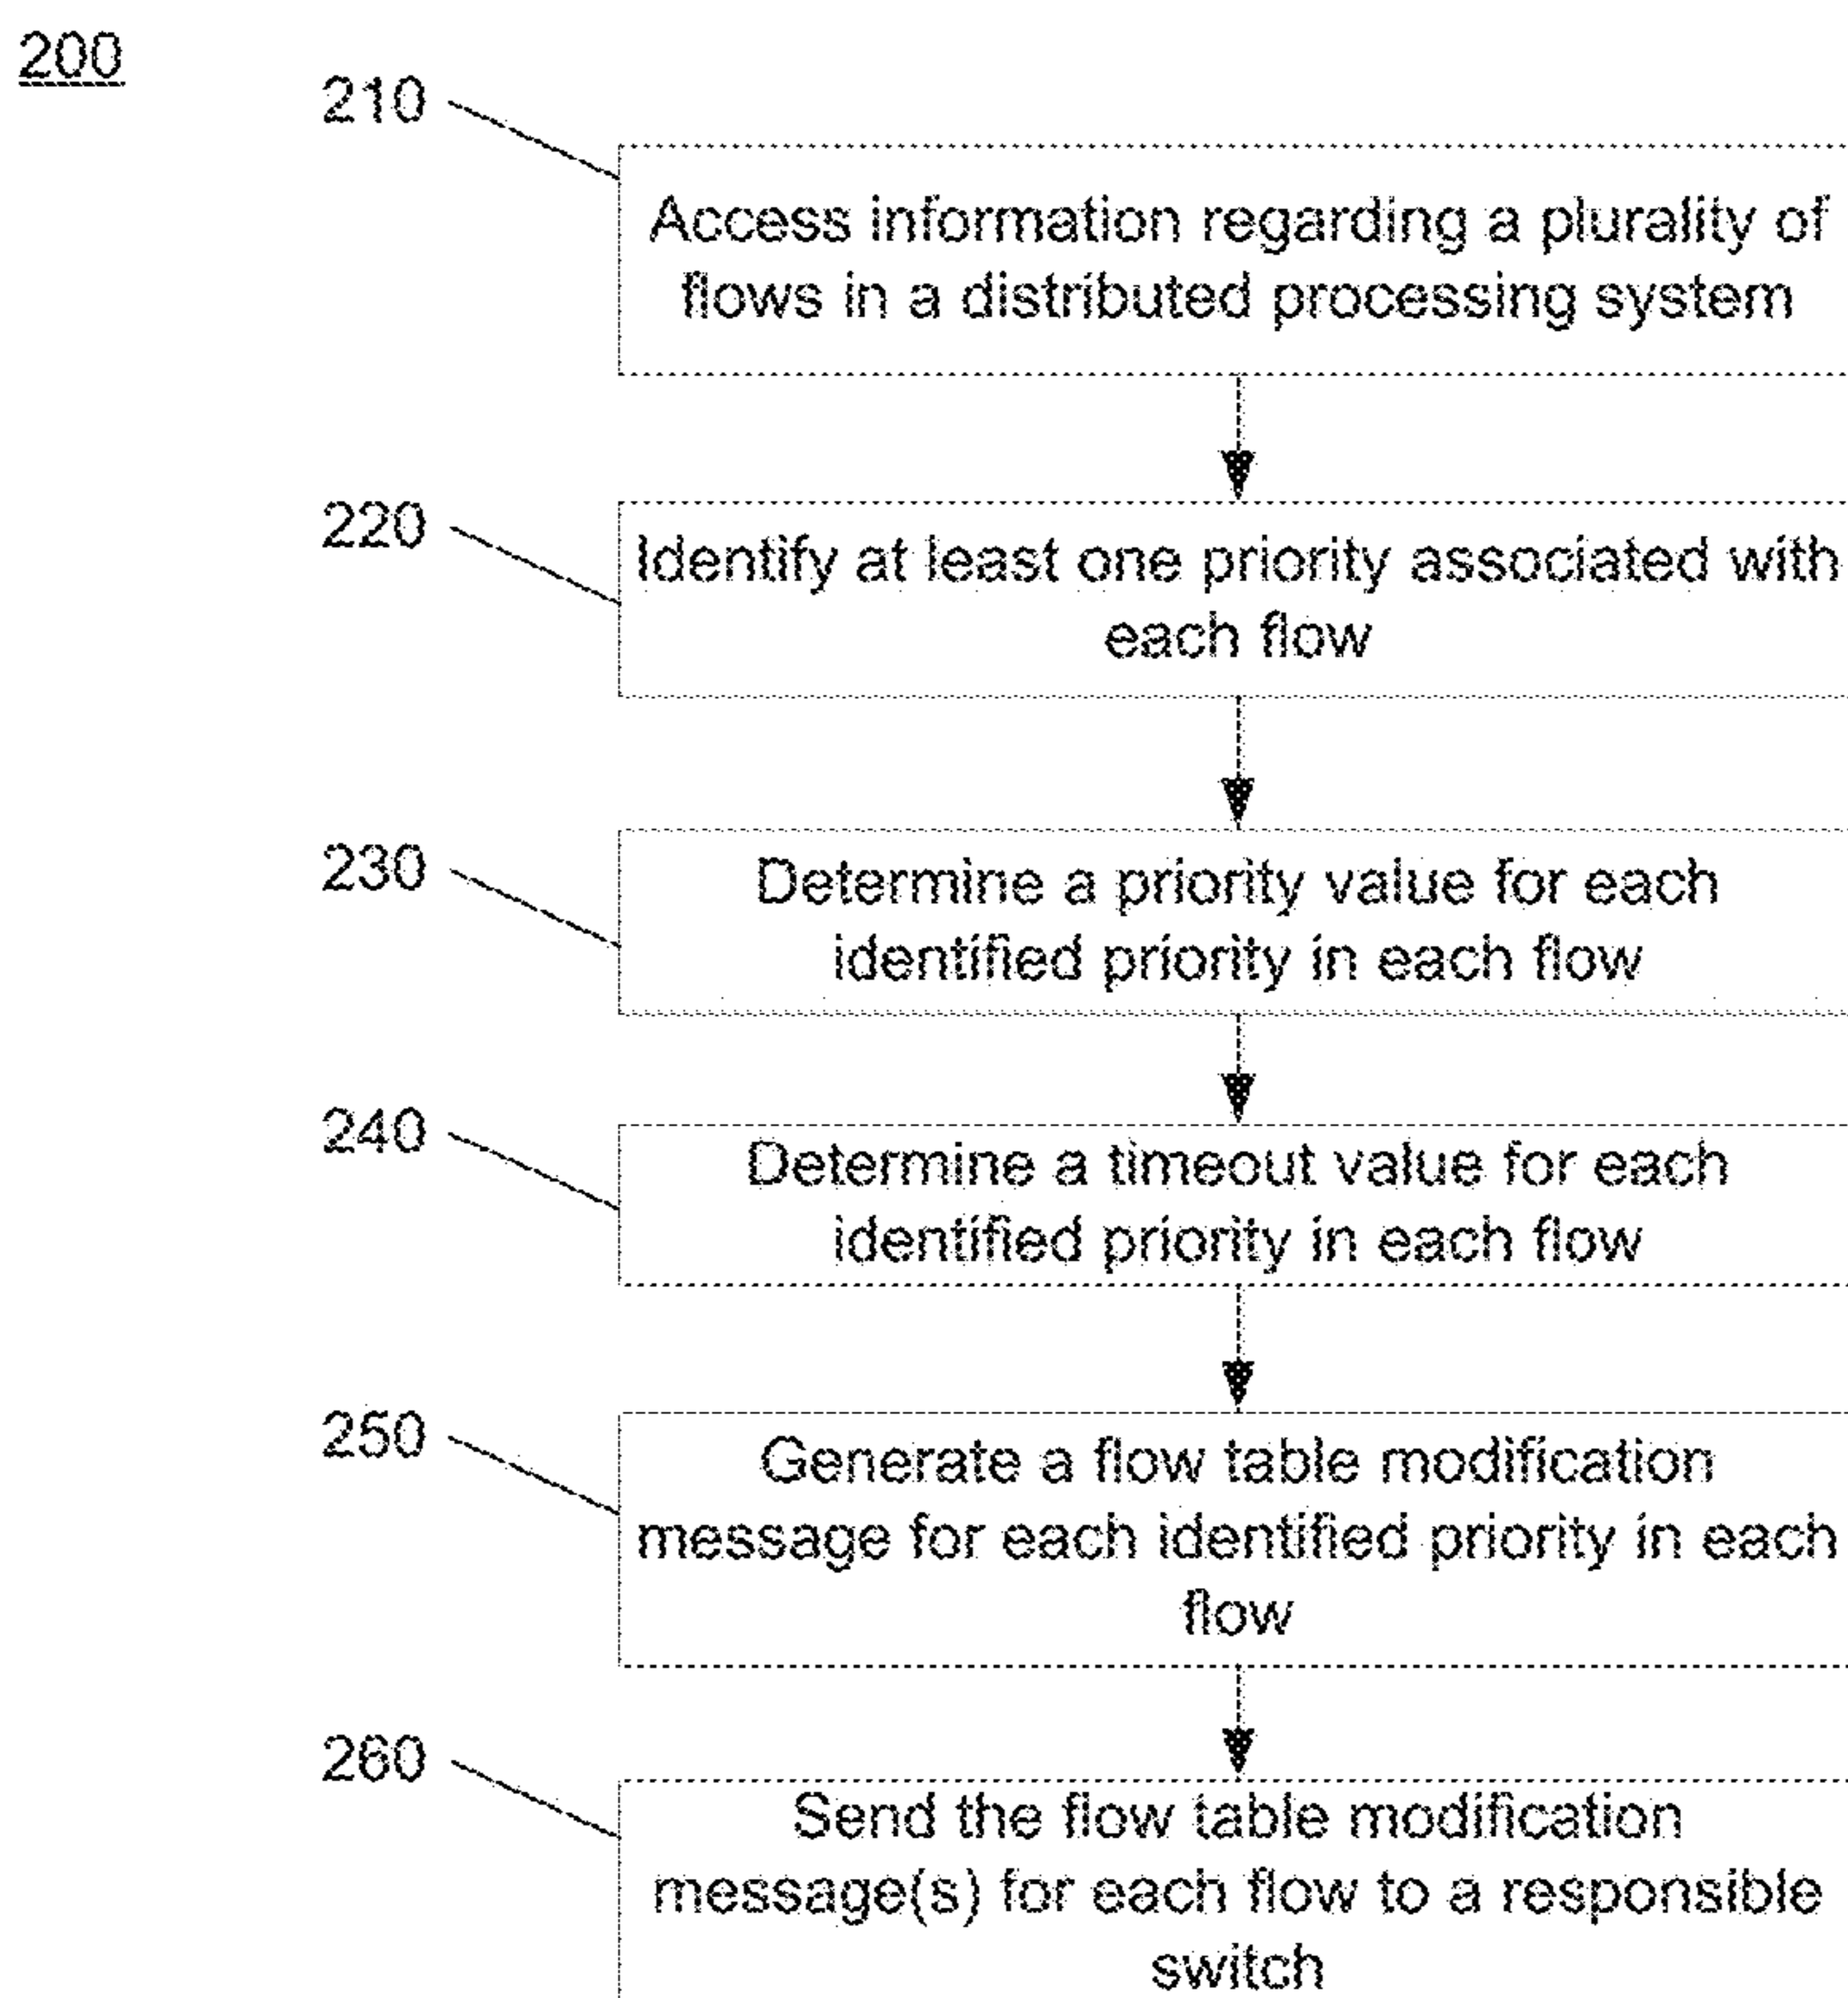 200
210
Access information regarding a plurality of
flows in a distributed processing system
220
Identify at least one priority associated with
each flow
230
Determine a priority value for each
identified priority in each flow
240
Determine a timeout value for each
identified priority in each flow
250
Generate a flow table modification
message for each identified priority in each
flow
260
Send the flow table modification
message(s) for each flow to a responsible
switch